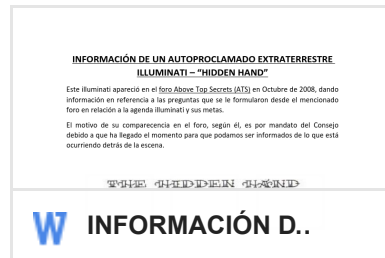 INFORMACIÓN DE UN AUTOPROCLAMADO EXTRATERRESTRE
ILLUMINATI – "HIDDEN HAND"
Este illuminati apareció en el foro Above Top Secrets (ATS) en Octubre de 2008, dando
información en referencia a las preguntas que se le formularon desde el mencionado
foro en relación a la agenda illuminati y sus metas.
El motivo de su comparecencia en el foro, según él, es por mandato del Consejo
debido a que ha llegado el momento para que podamos ser informados de lo que está
ocurriendo detrás de la escena.
THE HIDDEN HAND
W INFORMACIÓN D..